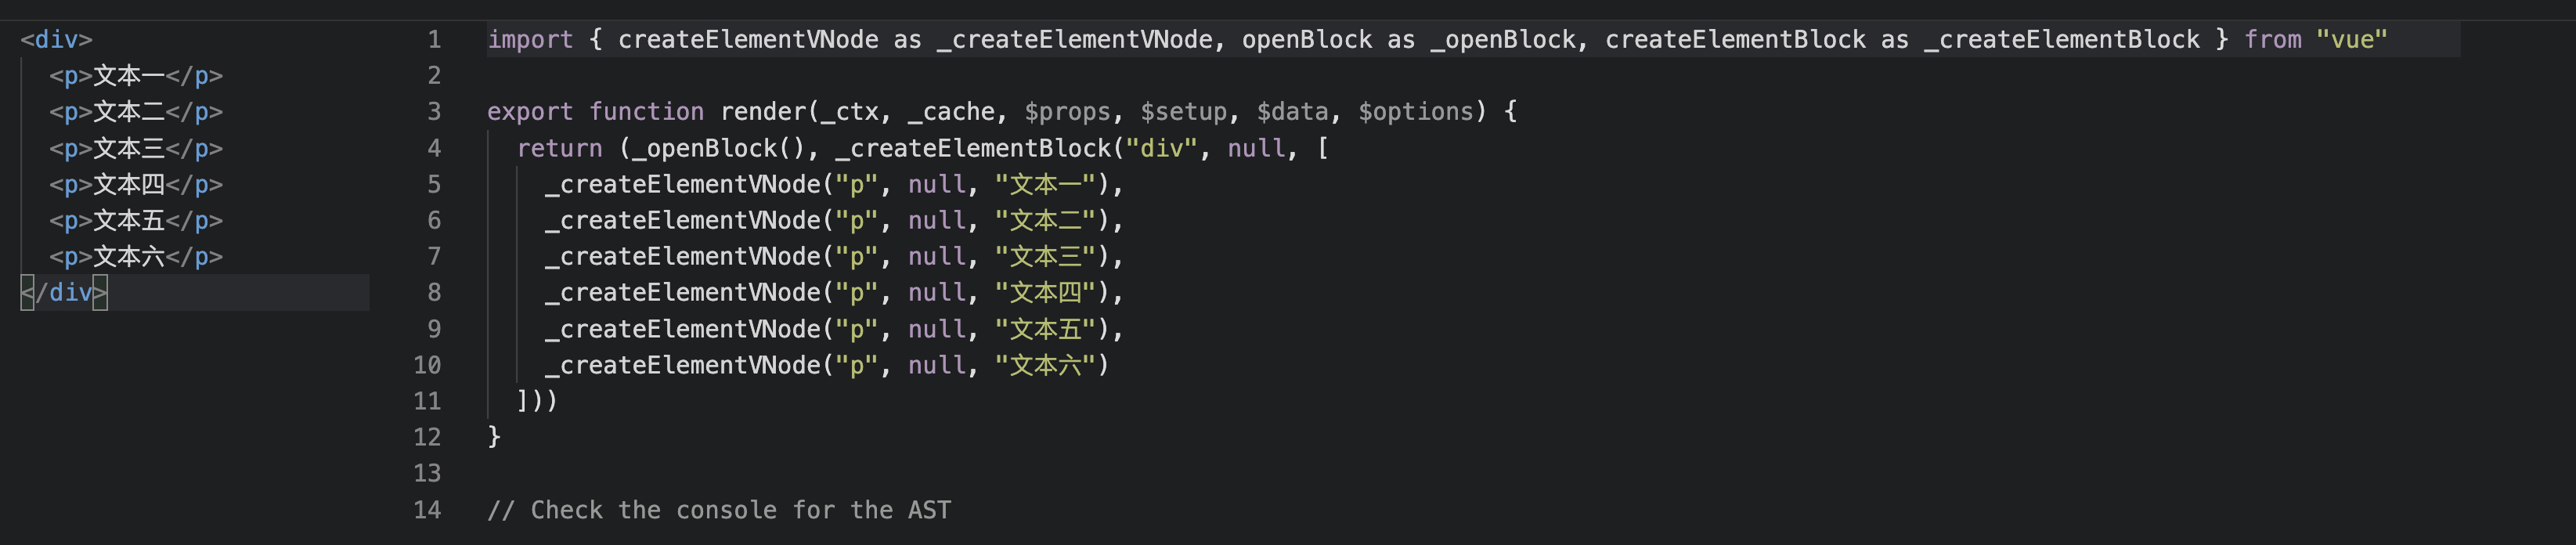 <div>
  <p>文本一</p>
  <p>文本二</p>
  <p>文本三</p>
  <p>文本四</p>
  <p>文本五</p>
  <p>文本六</p>
</div>
1 import { createElementVNode as _createElementVNode, openBlock as _openBlock, createElementBlock as _createElementBlock } from "vue"
2
3 export function render(_ctx, _cache, $props, $setup, $data, $options) {
4   return (_openBlock(), _createElementBlock("div", null, [
5     _createElementVNode("p", null, "文本一"),
6     _createElementVNode("p", null, "文本二"),
7     _createElementVNode("p", null, "文本三"),
8     _createElementVNode("p", null, "文本四"),
9     _createElementVNode("p", null, "文本五"),
10     _createElementVNode("p", null, "文本六")
11   ]))
12 }
13
14 // Check the console for the AST